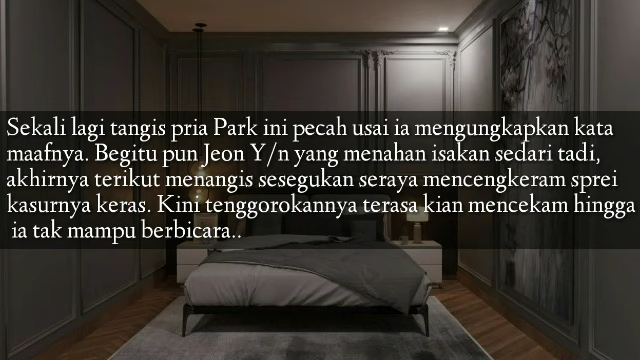 Sekali lagi tangis pria Park ini pecah usai ia mengungkapkan kata
maafnya. Begitu pun Jeon Y/n yang menahan isakan sedari tadi,
akhirnya terikut menangis sesegukan seraya mencengkeram sprei
kasurnya keras. Kini tenggorokannya terasa kian mencekam hingga
ia tak mampu berbicara..